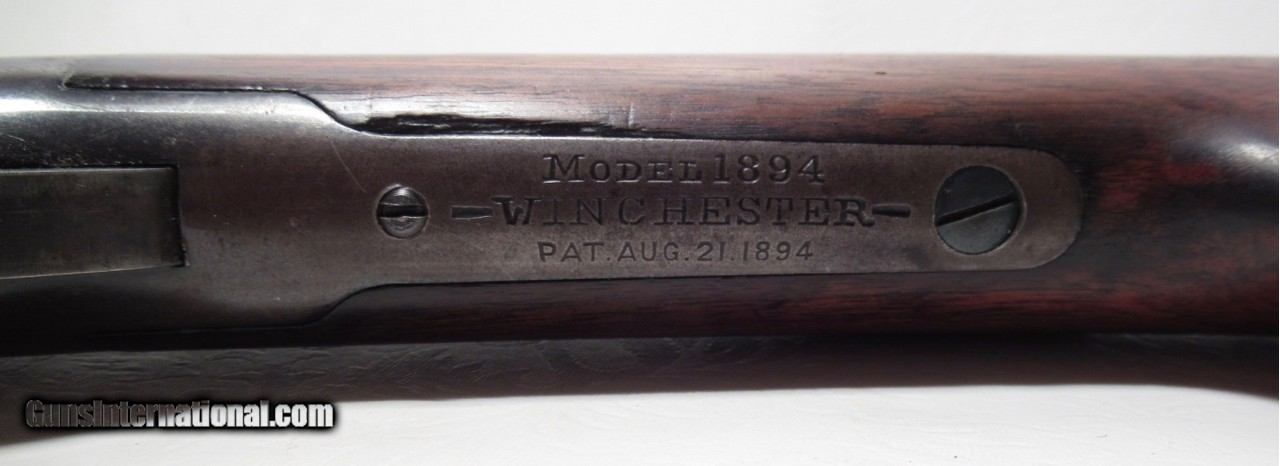 MODEL 1894
-WINCHESTER-
PAT. AUG. 21. 1894
GunsInternational.com